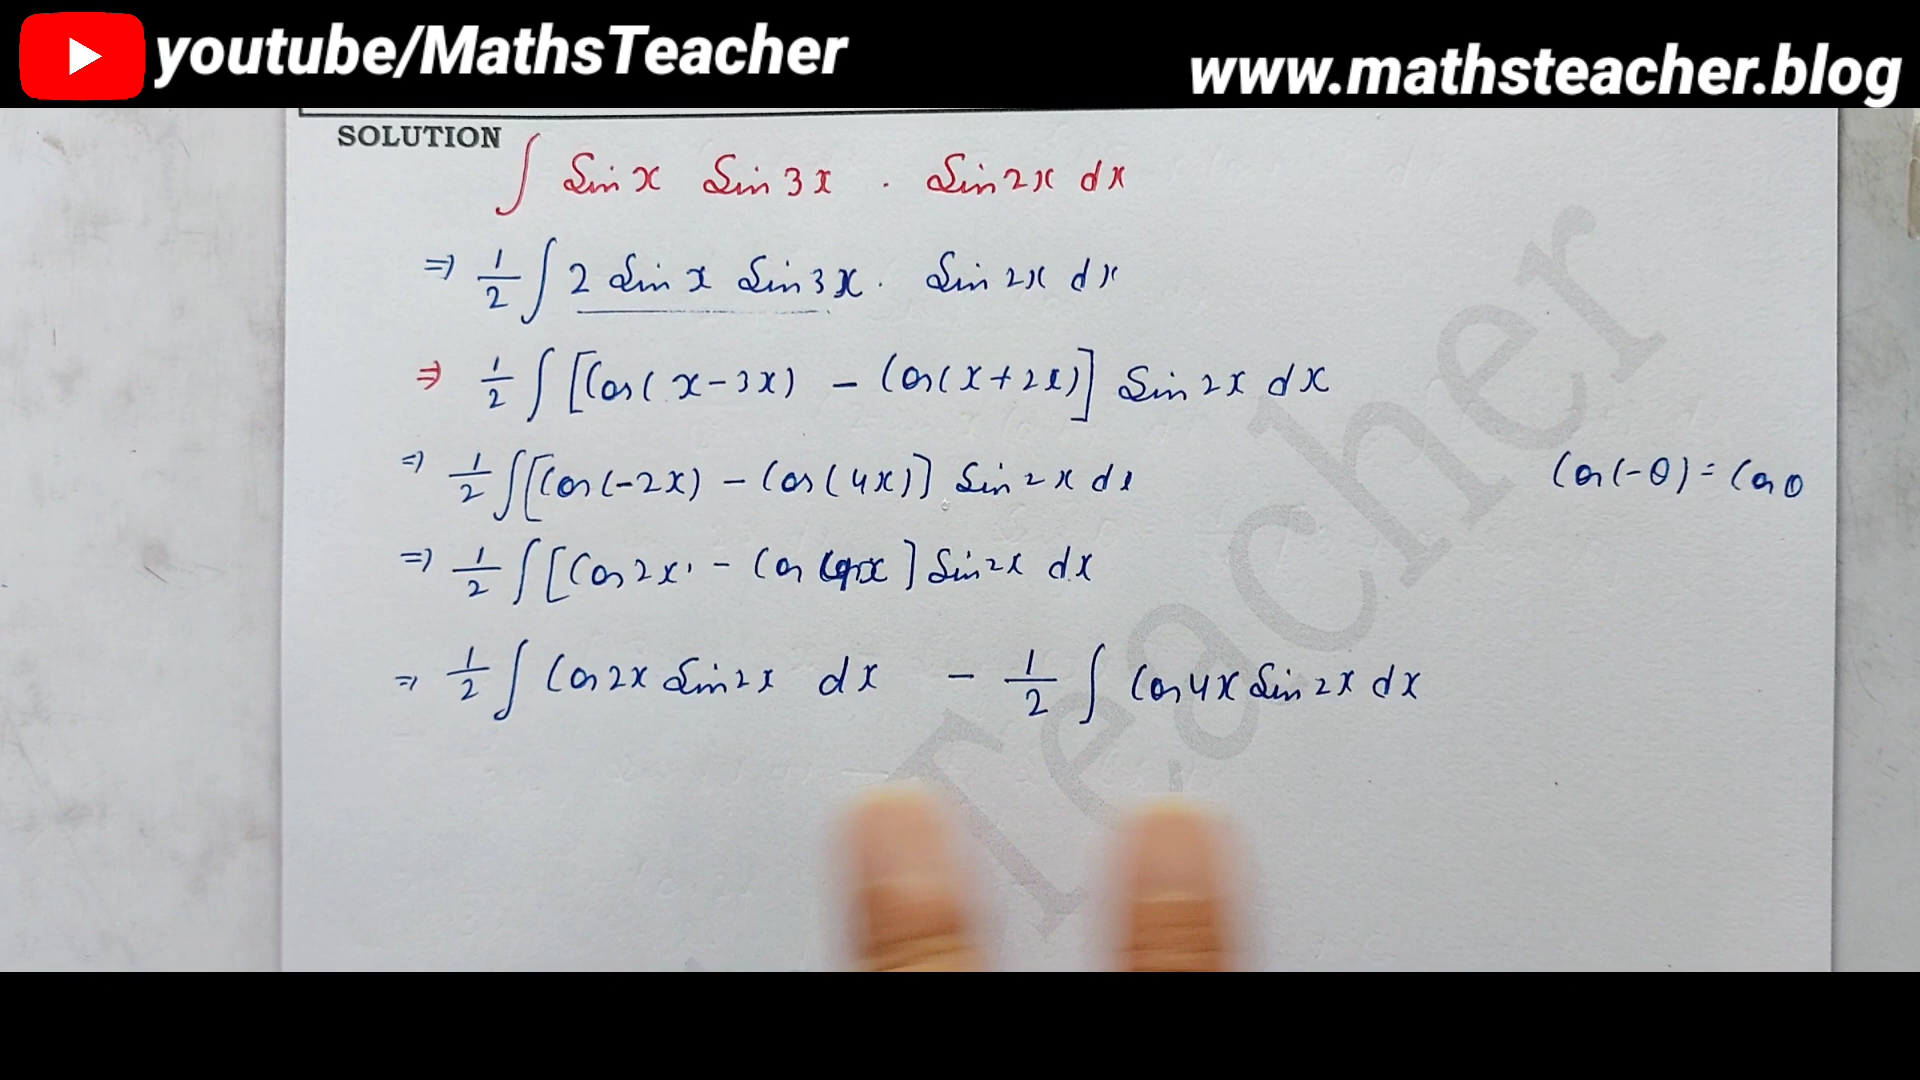 youtube/MathsTeacher
www.mathsteacher.blog
SOLUTION
∫ Sin x Sin 3x . Sin 2x dx
⇒ 1/2 ∫ 2 Sin x Sin 3x . Sin 2x dx
⇒ 1/2 ∫ [Cos( x - 3x) - Cos(x + 2x)] Sin 2x dx
⇒ 1/2 ∫ [Cos(-2x) - Cos(4x)] Sin 2x dx
Cos(-θ) = Cos θ
⇒ 1/2 ∫ [Cos 2x - Cos 4x] Sin 2x dx
⇒ 1/2 ∫ Cos 2x Sin 2x dx - 1/2 ∫ Cos 4x Sin 2x dx
Teacher